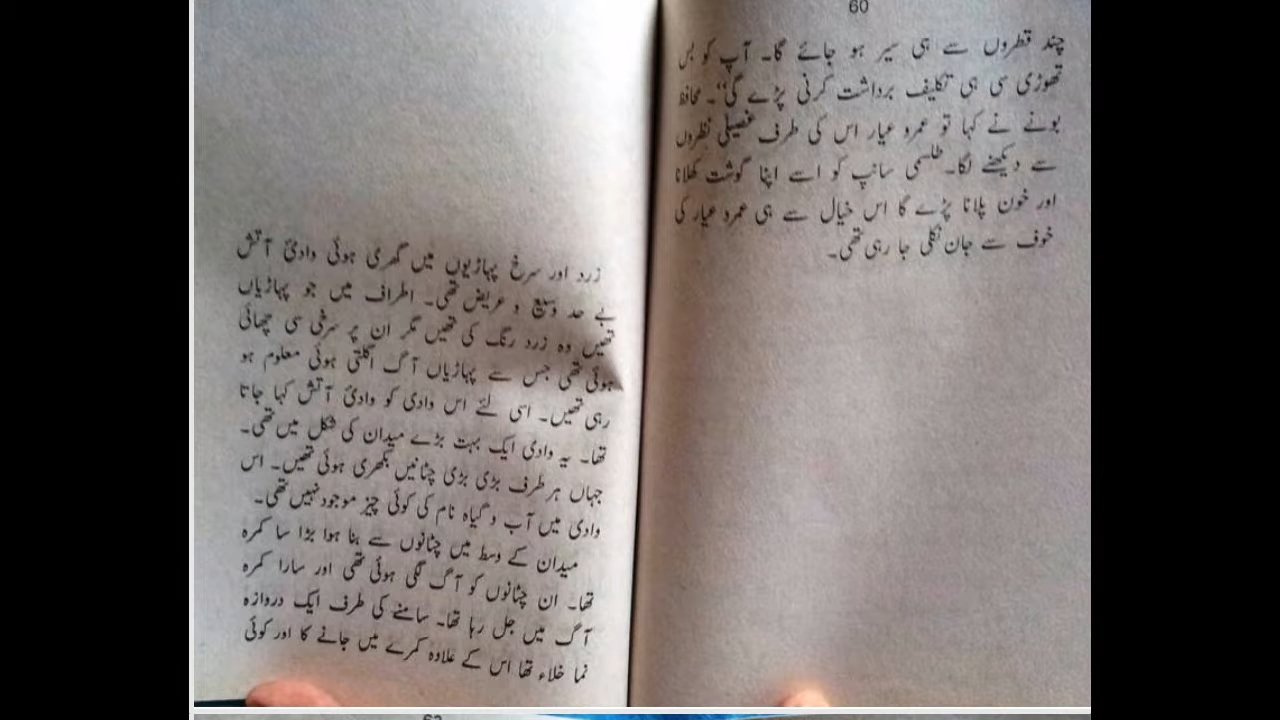 60
چند قطروں سے ہی سیر ہو جائے گا۔ آپ کو بس
تھوڑی سی ہی تکلیف برداشت کرنی پڑے گی‘‘۔ محافظ
بونے نے کہا تو عمرو عیار اس کی طرف غصیلی نظروں
سے دیکھنے لگا۔ طلسمی سانپ کو اسے اپنا گوشت کھلانا
اور خون پلانا پڑے گا اس خیال سے ہی عمرو عیار کی
خوف سے جان نکلی جا رہی تھی۔
زرد اور سرخ پہاڑیوں میں گھری ہوئی وادیٔ آتش
بے حد وسیع و عریض تھی۔ اطراف میں جو پہاڑیاں
تھیں وہ زرد رنگ کی تھیں مگر ان پر سرخی سی چھائی
ہوئی تھی جس سے پہاڑیاں آگ اگلتی ہوئی معلوم ہو
رہی تھیں۔ اسی لئے اس وادی کو وادیٔ آتش کہا جاتا
تھا۔ یہ وادی ایک بہت بڑے میدان کی شکل میں تھی۔
جہاں ہر طرف بڑی بڑی چٹانیں بکھری ہوئی تھیں۔ اس
وادی میں آب و گیاہ نام کی کوئی چیز موجود نہیں تھی۔
میدان کے وسط میں چٹانوں سے بنا ہوا بڑا سا کمرہ
تھا۔ ان چٹانوں کو آگ لگی ہوئی تھی اور سارا کمرہ
آگ میں جل رہا تھا۔ سامنے کی طرف ایک دروازہ
نما خلاء تھا اس کے علاوہ کمرے میں جانے کا اور کوئی